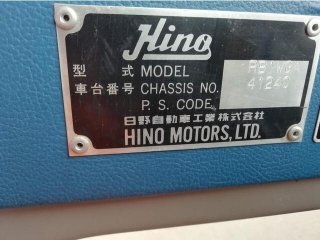 Hino
型 式 MODEL
車台番号 CHASSIS NO. 41240
P. S. CODE
日野自動車工業株式会社
HINO MOTORS, LTD.